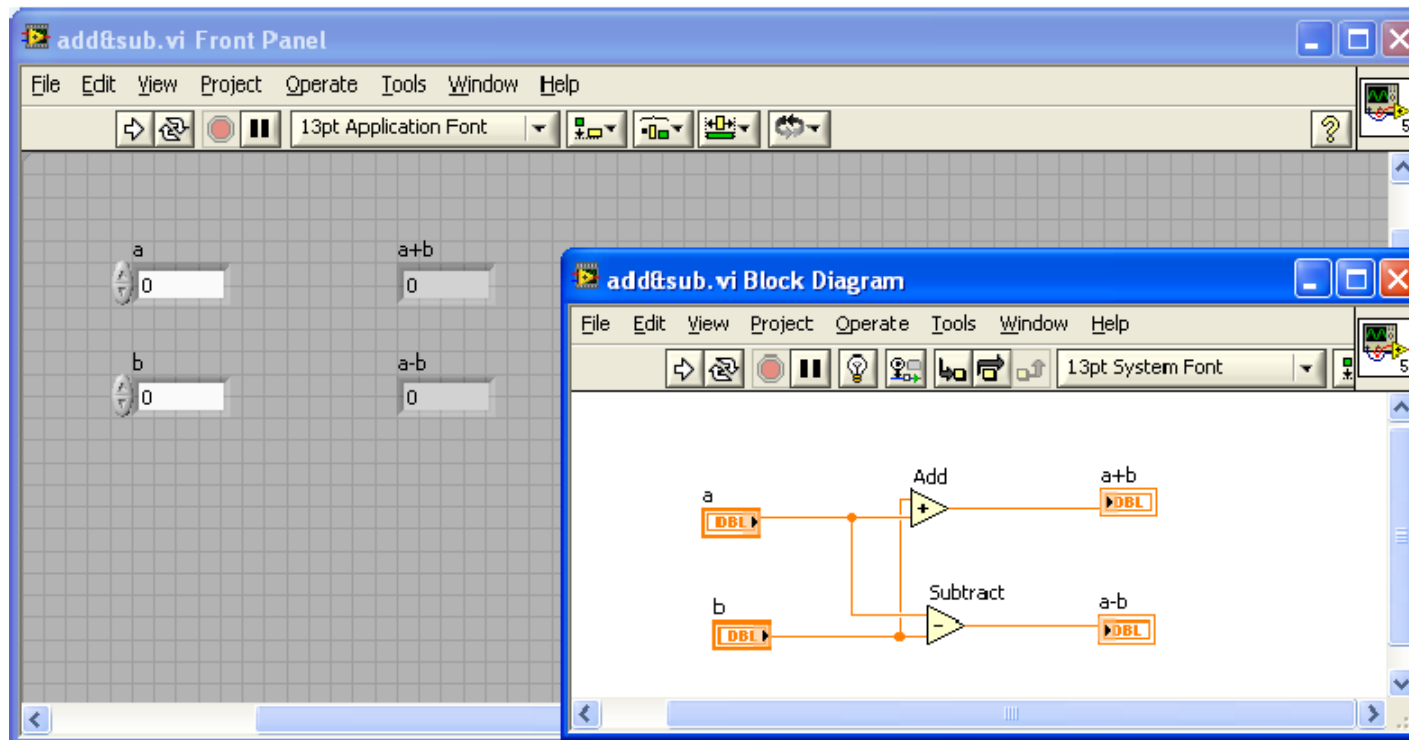 add&sub.vi Front Panel
File Edit View Project Operate Tools Window Help
13pt Application Font
5
a
0
a+b
0
b
0
a-b
0
add&sub.vi Block Diagram
File Edit View Project Operate Tools Window Help
13pt System Font
5
a
DBL
Add
+
a+b
DBL
b
DBL
Subtract
-
a-b
DBL